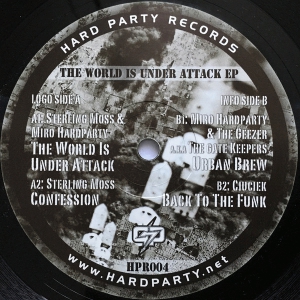 HARD PARTY RECORDS
THE WORLD IS UNDER ATTACK EP
LOGO SIDE A
A1: STERLING MOSS &
MIRO HARDPARTY
THE WORLD IS
UNDER ATTACK
A2: STERLING MOSS
CONFESSION
INFO SIDE B
B1: MIRO HARDPARTY
& THE GEEZER
A.K.A THE GATE KEEPERS
URBAN BREW
B2: CIUCIEK
BACK TO THE FUNK
HPR004
WWW.HARDPARTY.NET